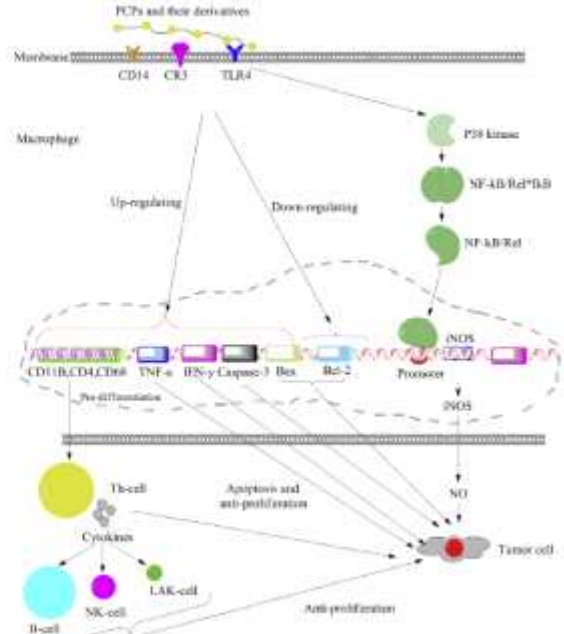 PCPs and their derivatives
Membrane
CD14 CR3 TLR4
Macrophage
P38 kinase
Up-regulating
NF-kB/Rel*IkB
Down-regulating
NF-kB/Rel
iNOS
CD11B,CD4,CD68 TNF-α IFN-γ Caspase-3 Bax Bcl-2 Promoter
Pre-differentiation
iNOS
Th-cell
Apoptosis and
anti-proliferation
NO
Cytokines
Tumor cell
LAK-cell
NK-cell
Anti-proliferation
B-cell